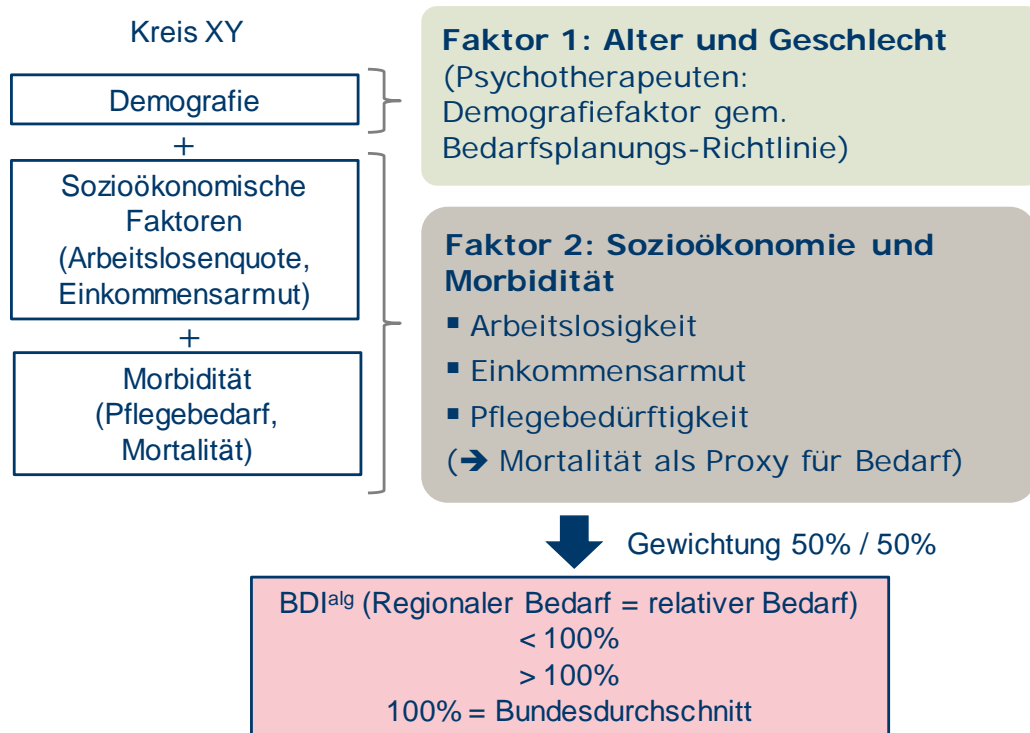 Kreis XY
Demografie
+
Sozioökonomische
Faktoren
(Arbeitslosenquote,
Einkommensarmut)
+
Morbidität
(Pflegebedarf,
Mortalität)
Faktor 1: Alter und Geschlecht
(Psychotherapeuten:
Demografiefaktor gem.
Bedarfsplanungs-Richtlinie)
Faktor 2: Sozioökonomie und
Morbidität
▪ Arbeitslosigkeit
▪ Einkommensarmut
▪ Pflegebedürftigkeit
(➔ Mortalität als Proxy für Bedarf)
Gewichtung 50% / 50%
BDIalg (Regionaler Bedarf = relativer Bedarf)
< 100%
> 100%
100% = Bundesdurchschnitt